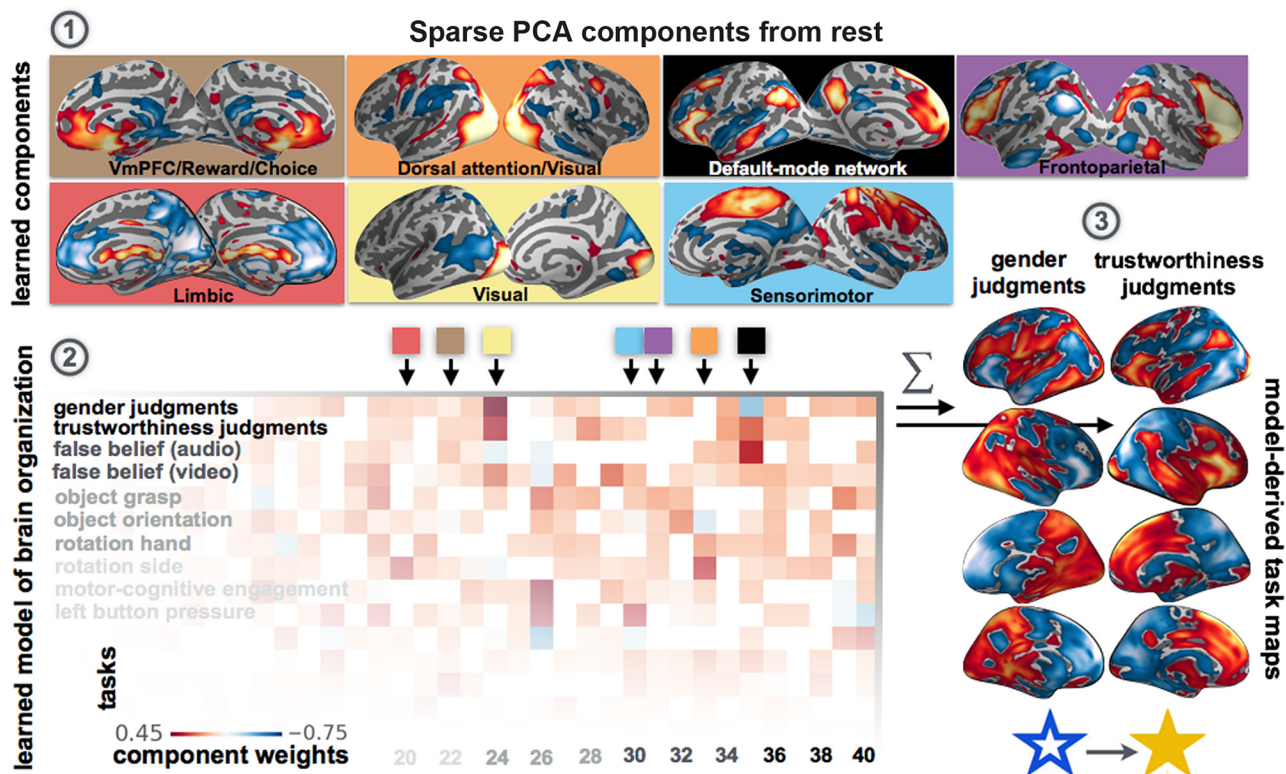 1
Sparse PCA components from rest
learned components
VmPFC/Reward/Choice
Dorsal attention/Visual
Default-mode network
Frontoparietal
Limbic
Visual
Sensorimotor
3
gender
judgments
trustworthiness
judgments
2
learned model of brain organization
gender judgments
trustworthiness judgments
false belief (audio)
false belief (video)
object grasp
object orientation
rotation hand
rotation side
motor-cognitive engagement
left button pressure
tasks
0.45 −0.75
component weights
20 22 24 26 28 30 32 34 36 38 40
Σ
model-derived task maps